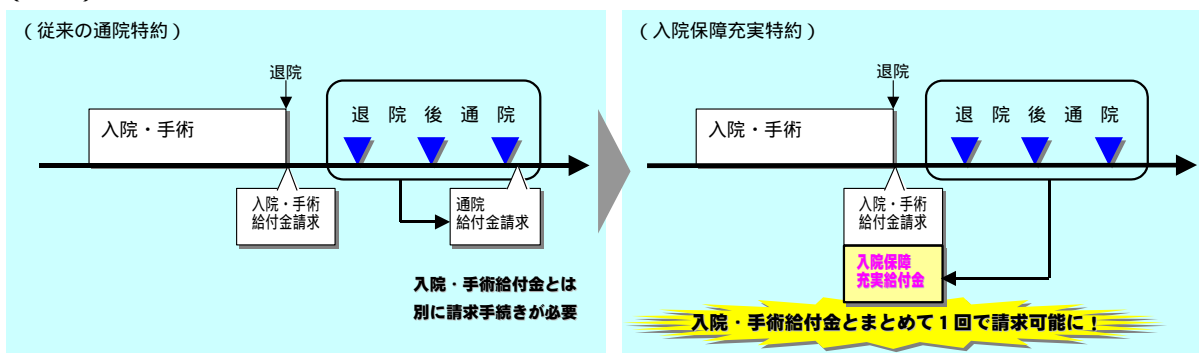 (従来の通院特約)
退院
退院後通院
入院・手術
入院・手術
給付金請求
通院
給付金請求
入院・手術給付金とは
別に請求手続きが必要
(入院保障充実特約)
退院
退院後通院
入院・手術
入院・手術
給付金請求
入院保障
充実給付金
入院・手術給付金とまとめて1回で請求可能に!